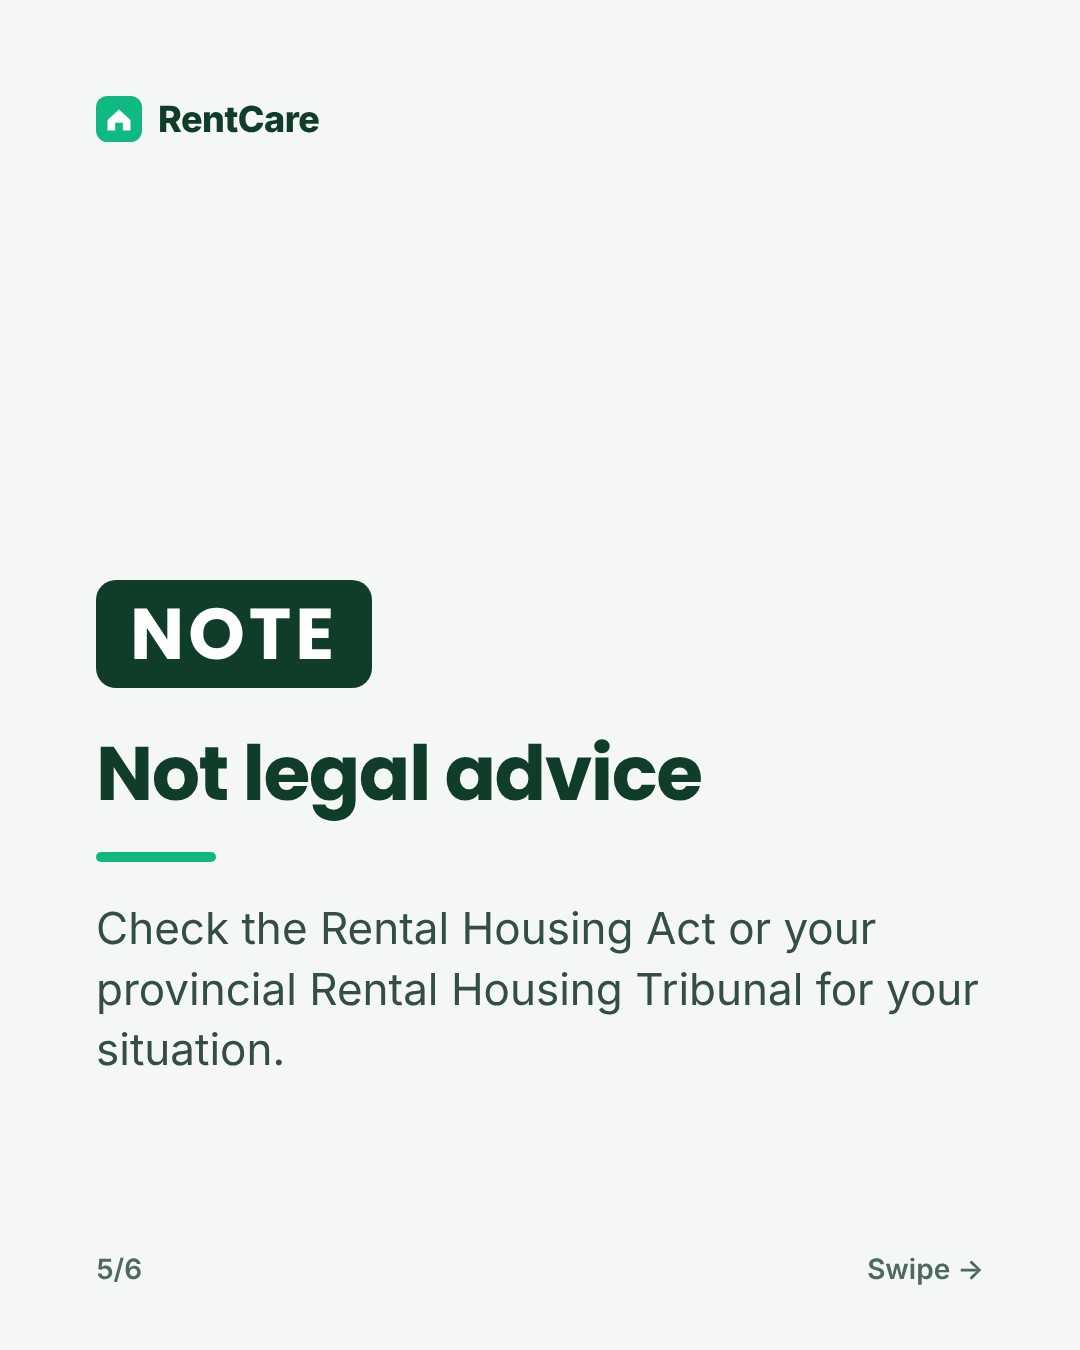 RentCare
NOTE
Not legal advice
Check the Rental Housing Act or your
provincial Rental Housing Tribunal for your
situation.
5/6
Swipe →